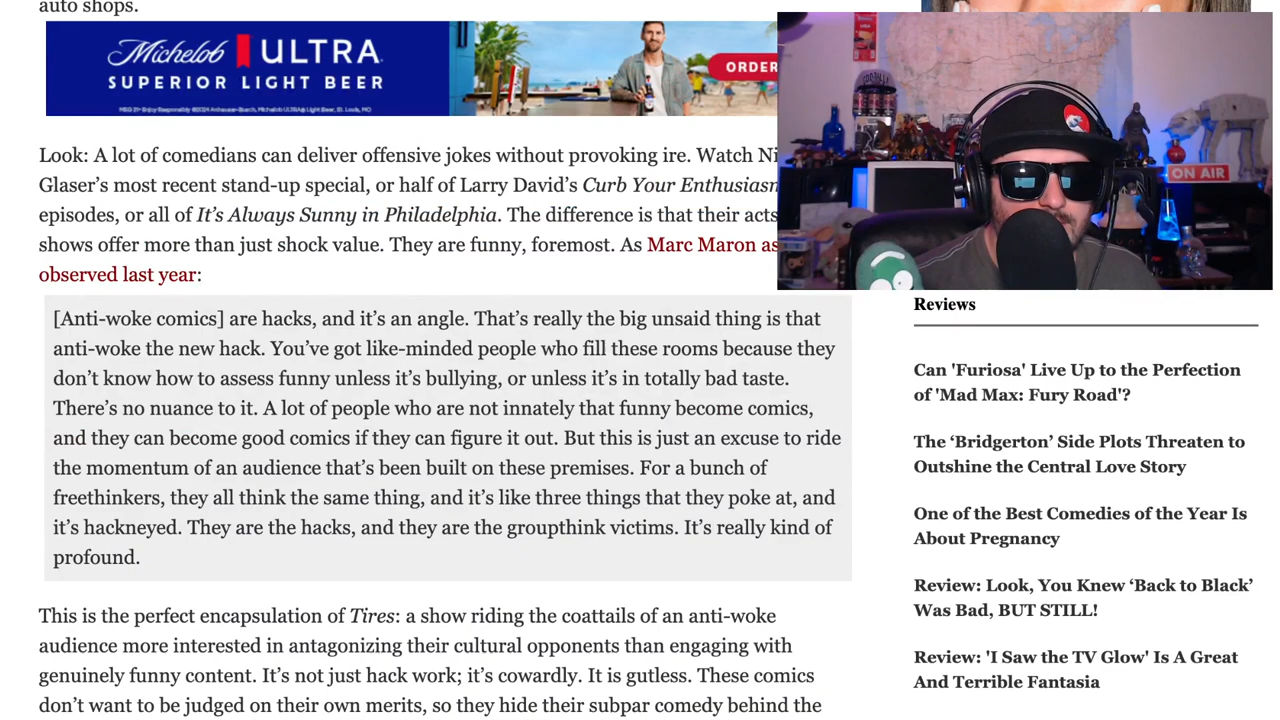 auto shops.
Michelob ULTRA
SUPERIOR LIGHT BEER
ORDER
Look: A lot of comedians can deliver offensive jokes without provoking ire. Watch Ni
Glaser's most recent stand-up special, or half of Larry David's Curb Your Enthusiasm
episodes, or all of It's Always Sunny in Philadelphia. The difference is that their acts
shows offer more than just shock value. They are funny, foremost. As Marc Maron as
observed last year:
ON AIR
[Anti-woke comics] are hacks, and it's an angle. That's really the big unsaid thing is that
anti-woke the new hack. You've got like-minded people who fill these rooms because they
don't know how to assess funny unless it's bullying, or unless it's in totally bad taste.
There's no nuance to it. A lot of people who are not innately that funny become comics,
and they can become good comics if they can figure it out. But this is just an excuse to ride
the momentum of an audience that's been built on these premises. For a bunch of
freethinkers, they all think the same thing, and it's like three things that they poke at, and
it's hackneyed. They are the hacks, and they are the groupthink victims. It's really kind of
profound.
This is the perfect encapsulation of Tires: a show riding the coattails of an anti-woke
audience more interested in antagonizing their cultural opponents than engaging with
genuinely funny content. It's not just hack work; it's cowardly. It is gutless. These comics
don't want to be judged on their own merits, so they hide their subpar comedy behind the
Reviews
Can 'Furiosa' Live Up to the Perfection
of 'Mad Max: Fury Road'?
The ‘Bridgerton’ Side Plots Threaten to
Outshine the Central Love Story
One of the Best Comedies of the Year Is
About Pregnancy
Review: Look, You Knew ‘Back to Black’
Was Bad, BUT STILL!
Review: 'I Saw the TV Glow' Is A Great
And Terrible Fantasia